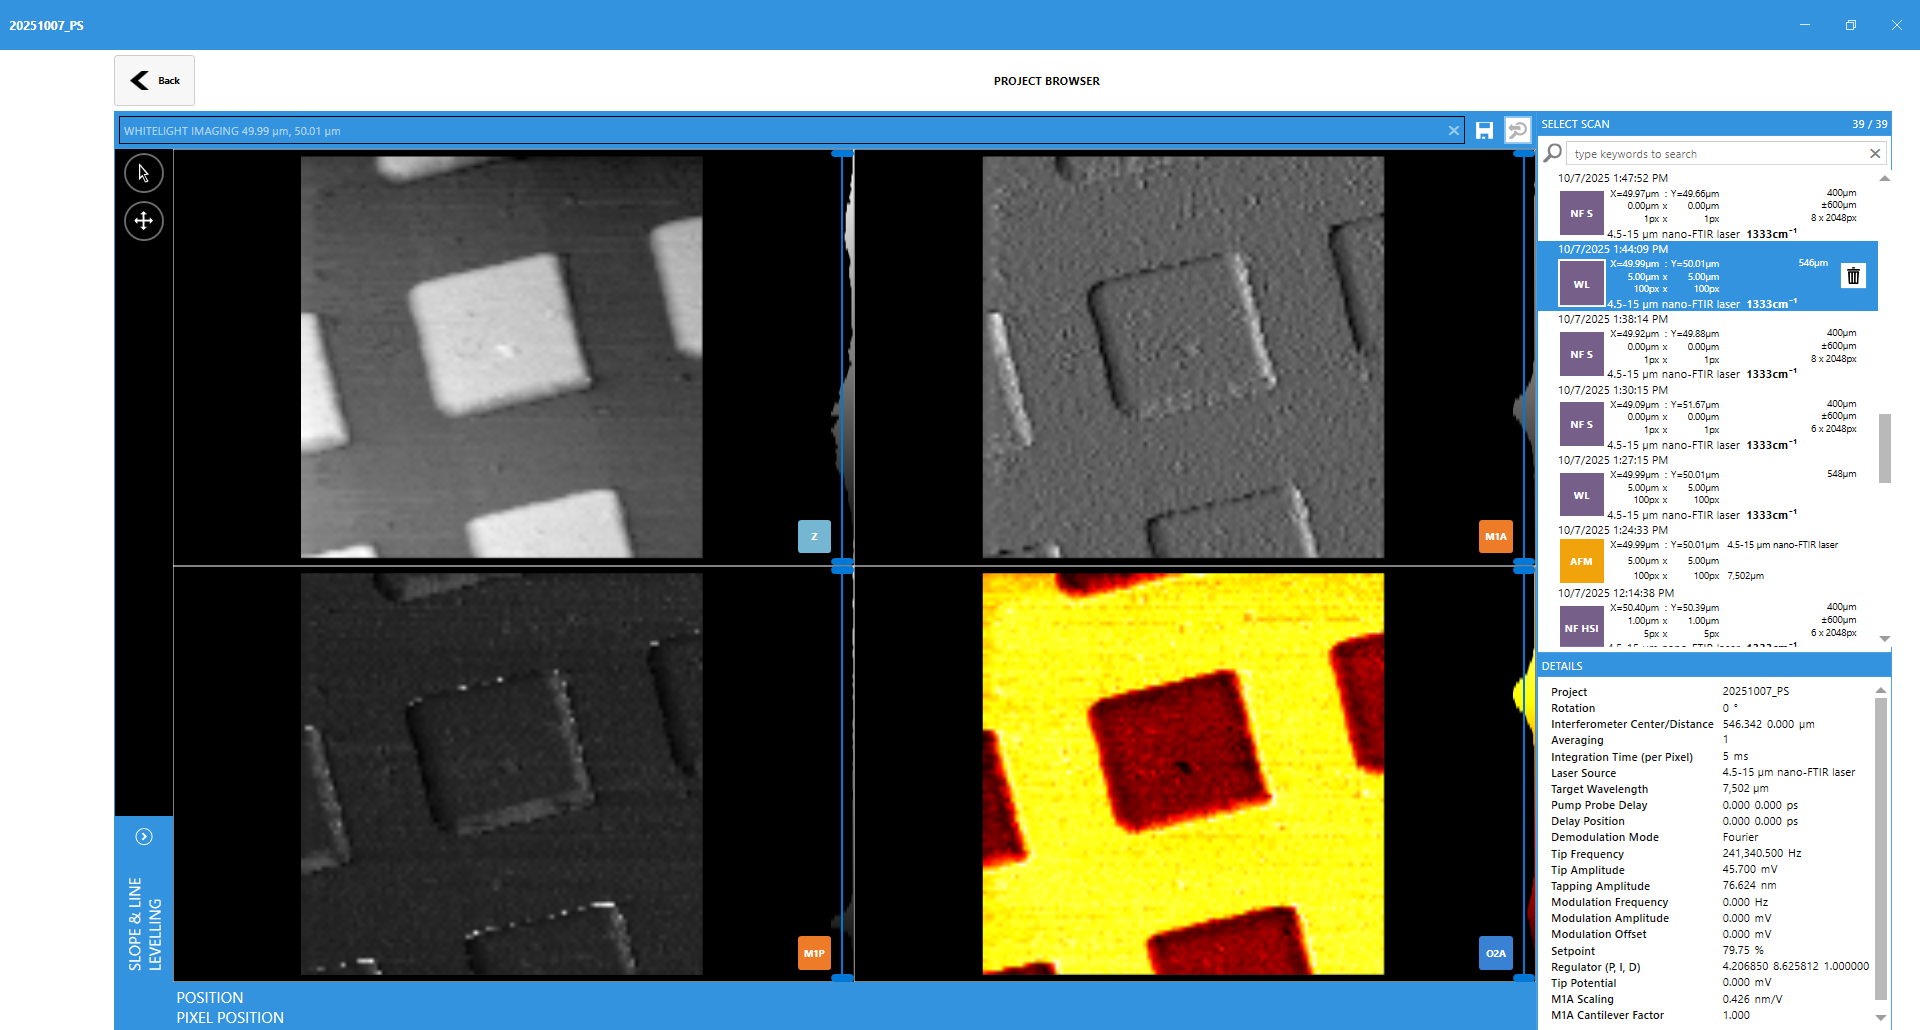 20251007_PS
Back
PROJECT BROWSER
WHITELIGHT IMAGING 49.99 µm, 50.01 µm
Z
M1A
M1P
O2A
SLOPE & LINE
LEVELLING
POSITION
PIXEL POSITION
SELECT SCAN 39 / 39
type keywords to search
10/7/2025 1:47:52 PM
NF S
X=49.97µm : Y=49.66µm 400µm
0.00µm x 0.00µm ±600µm
1px x 1px 8 x 2048px
4.5-15 µm nano-FTIR laser 1333cm⁻¹
10/7/2025 1:44:09 PM
WL
X=49.99µm : Y=50.01µm 546µm
5.00µm x 5.00µm
100px x 100px
4.5-15 µm nano-FTIR laser 1333cm⁻¹
10/7/2025 1:38:14 PM
NF S
X=49.92µm : Y=49.88µm 400µm
0.00µm x 0.00µm ±600µm
1px x 1px 8 x 2048px
4.5-15 µm nano-FTIR laser 1333cm⁻¹
10/7/2025 1:30:15 PM
NF S
X=49.09µm : Y=51.67µm 400µm
0.00µm x 0.00µm ±600µm
1px x 1px 6 x 2048px
4.5-15 µm nano-FTIR laser 1333cm⁻¹
10/7/2025 1:27:15 PM
WL
X=49.99µm : Y=50.01µm 548µm
5.00µm x 5.00µm
100px x 100px
4.5-15 µm nano-FTIR laser 1333cm⁻¹
10/7/2025 1:24:33 PM
AFM
X=49.99µm : Y=50.01µm 4.5-15 µm nano-FTIR laser
5.00µm x 5.00µm
100px x 100px 7,502µm
10/7/2025 12:14:38 PM
NF HSI
X=50.40µm : Y=50.39µm 400µm
1.00µm x 1.00µm ±600µm
5px x 5px 6 x 2048px
DETAILS
Project 20251007_PS
Rotation 0 °
Interferometer Center/Distance 546.342 0.000 µm
Averaging 1
Integration Time (per Pixel) 5 ms
Laser Source 4.5-15 µm nano-FTIR laser
Target Wavelength 7,502 µm
Pump Probe Delay 0.000 0.000 ps
Delay Position 0.000 0.000 ps
Demodulation Mode Fourier
Tip Frequency 241,340.500 Hz
Tip Amplitude 45.700 mV
Tapping Amplitude 76.624 nm
Modulation Frequency 0.000 Hz
Modulation Amplitude 0.000 mV
Modulation Offset 0.000 mV
Setpoint 79.75 %
Regulator (P, I, D) 4.206850 8.625812 1.000000
Tip Potential 0.000 mV
M1A Scaling 0.426 nm/V
M1A Cantilever Factor 1.000